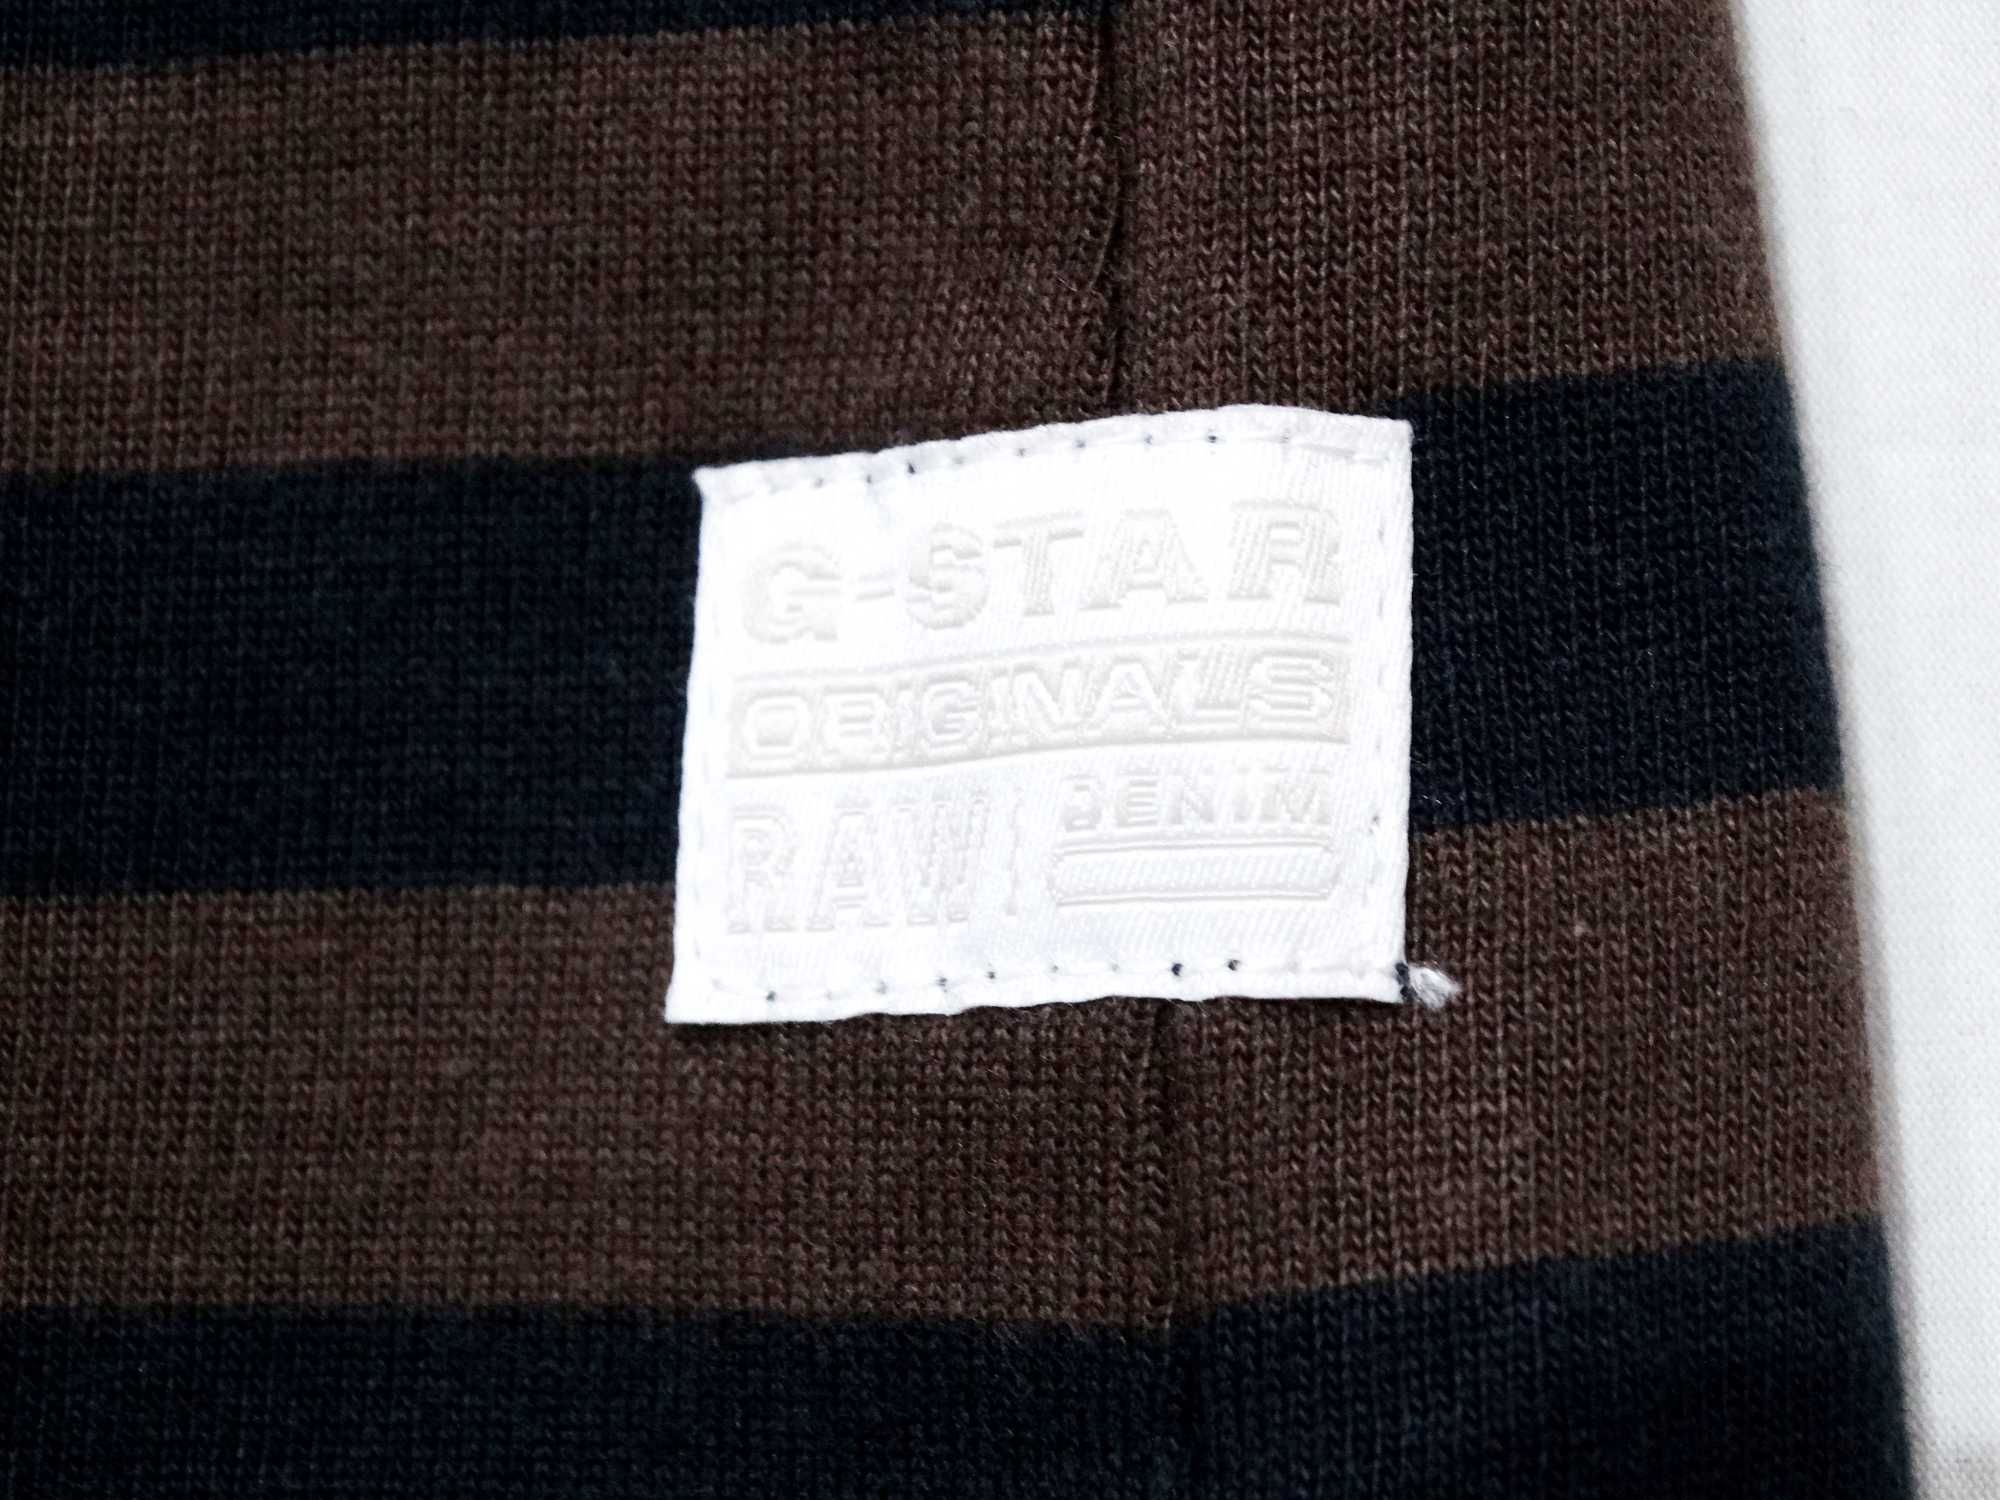 G-STAR
ORIGINALS
RAW DENIM